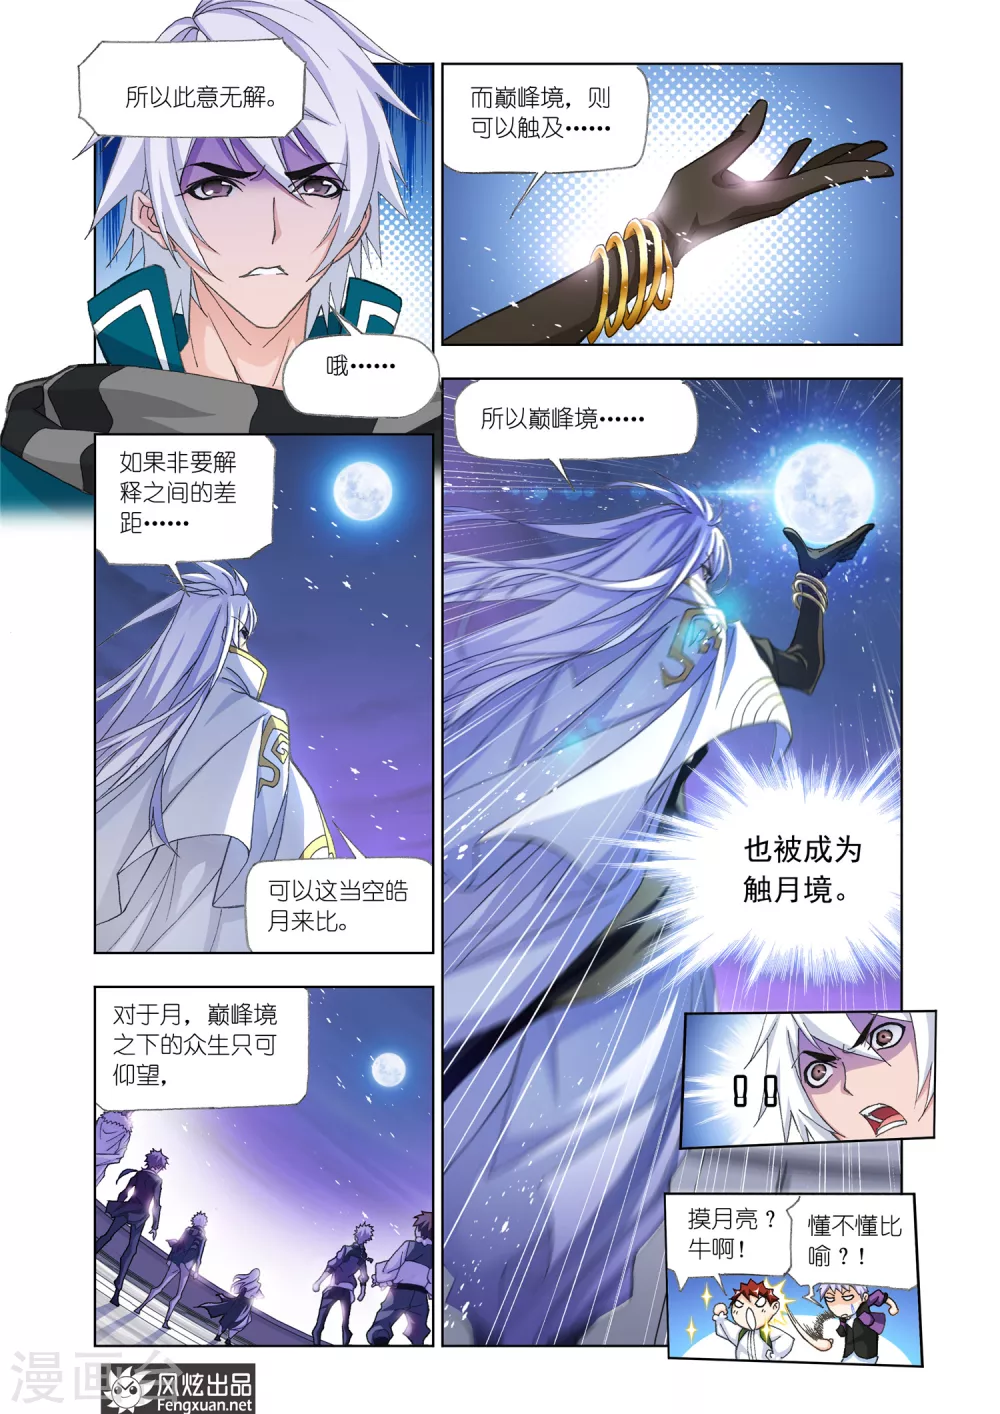 所以此意无解。
哦……
如果非要解
释之间的差
距……
可以这当空皓
月来比。
对于月，巅峰境
之下的众生只可
仰望，
而巅峰境，则
可以触及……
所以巅峰境……
也被成为
触月境。
!!
摸月亮？
牛啊！
懂不懂比
喻？！
漫画台
风炫出品
Fengxuan.net